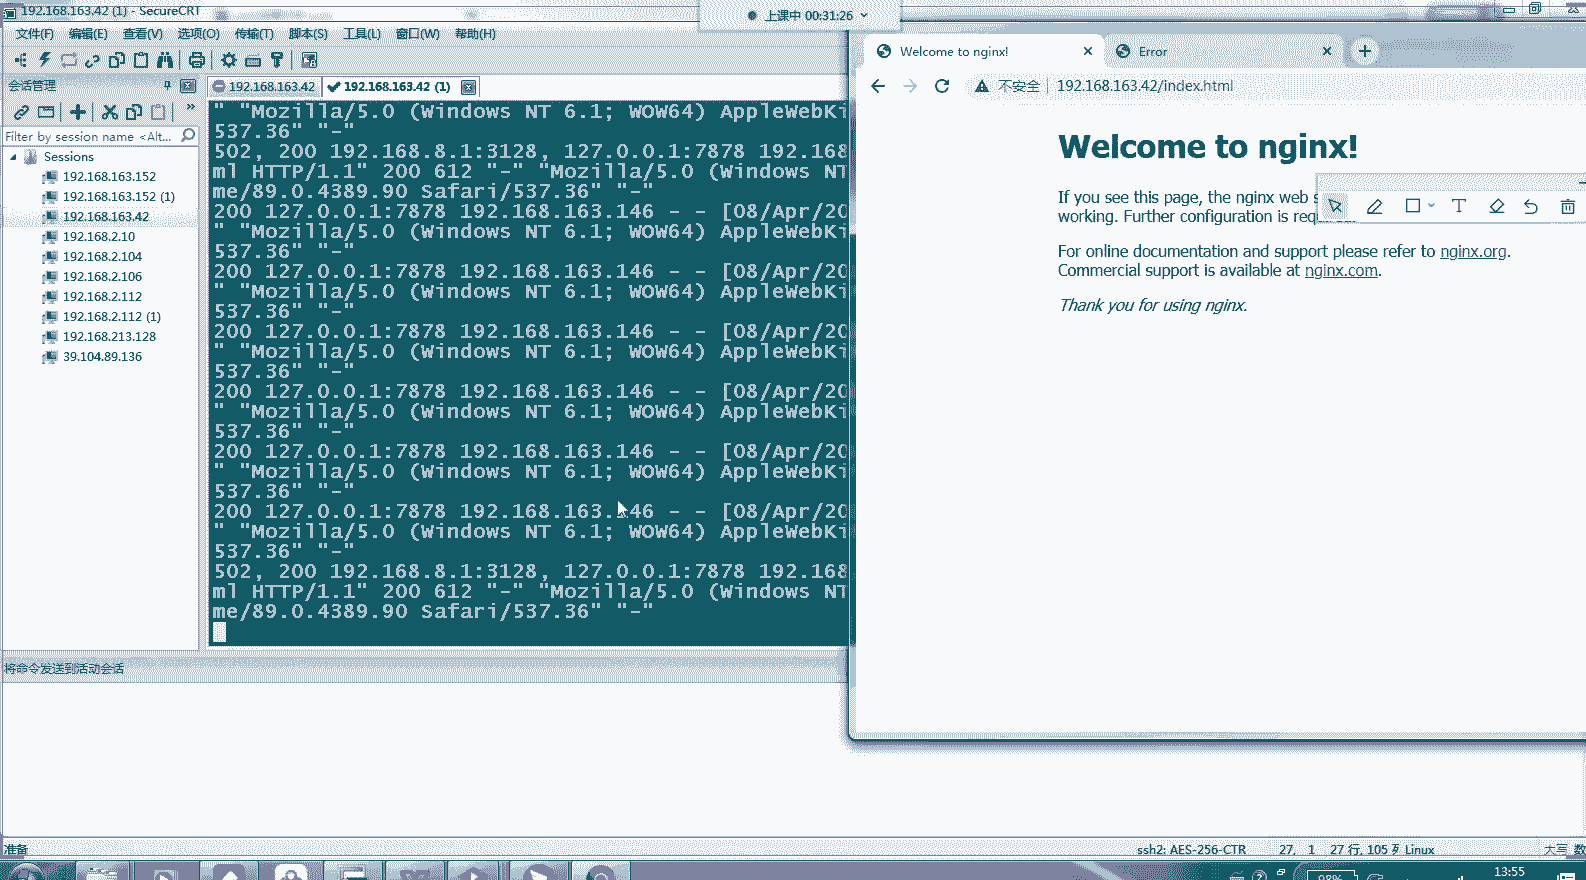 192.168.163.42 (1) - SecureCRT
上课中 00:31:26
文件(F) 编辑(E) 查看(V) 选项(O) 传输(T) 脚本(S) 工具(L) 窗口(W) 帮助(H)
会话管理
Filter by session name <Alt...
Sessions
192.168.163.152
192.168.163.152 (1)
192.168.163.42
192.168.2.10
192.168.2.104
192.168.2.106
192.168.2.112
192.168.2.112 (1)
192.168.213.128
39.104.89.136
192.168.163.42
192.168.163.42 (1)
" "Mozilla/5.0 (Windows NT 6.1; WOW64) AppleWebKi
537.36" "-"
502, 200 192.168.8.1:3128, 127.0.0.1:7878 192.168
ml HTTP/1.1" 200 612 "-" "Mozilla/5.0 (Windows NT
me/89.0.4389.90 Safari/537.36" "-"
200 127.0.0.1:7878 192.168.163.146 - - [08/Apr/20
" "Mozilla/5.0 (Windows NT 6.1; WOW64) AppleWebKi
537.36" "-"
200 127.0.0.1:7878 192.168.163.146 - - [08/Apr/20
" "Mozilla/5.0 (Windows NT 6.1; WOW64) AppleWebKi
537.36" "-"
200 127.0.0.1:7878 192.168.163.146 - - [08/Apr/20
" "Mozilla/5.0 (Windows NT 6.1; WOW64) AppleWebKi
537.36" "-"
200 127.0.0.1:7878 192.168.163.146 - - [08/Apr/20
" "Mozilla/5.0 (Windows NT 6.1; WOW64) AppleWebKi
537.36" "-"
200 127.0.0.1:7878 192.168.163.146 - - [08/Apr/20
" "Mozilla/5.0 (Windows NT 6.1; WOW64) AppleWebKi
537.36" "-"
200 127.0.0.1:7878 192.168.163.146 - - [08/Apr/20
" "Mozilla/5.0 (Windows NT 6.1; WOW64) AppleWebKi
537.36" "-"
502, 200 192.168.8.1:3128, 127.0.0.1:7878 192.168
ml HTTP/1.1" 200 612 "-" "Mozilla/5.0 (Windows NT
me/89.0.4389.90 Safari/537.36" "-"
Welcome to nginx!
Error
不安全 192.168.163.42/index.html
Welcome to nginx!
If you see this page, the nginx web s
working. Further configuration is req
For online documentation and support please refer to nginx.org.
Commercial support is available at nginx.com.
Thank you for using nginx.
将命令发送到活动会话
准备
ssh2: AES-256-CTR 27, 1 27 行, 105 列 Linux 大写 数
98%
13:55